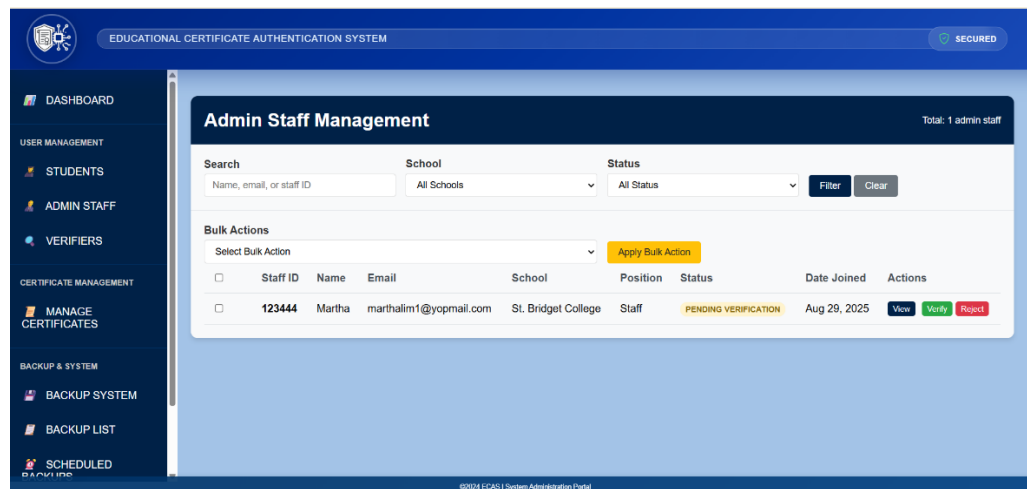 EDUCATIONAL CERTIFICATE AUTHENTICATION SYSTEM
SECURED
DASHBOARD
USER MANAGEMENT
STUDENTS
ADMIN STAFF
VERIFIERS
CERTIFICATE MANAGEMENT
MANAGE
CERTIFICATES
BACKUP & SYSTEM
BACKUP SYSTEM
BACKUP LIST
SCHEDULED
BACKUPS
Admin Staff Management
Total: 1 admin staff
Search School Status
Name, email, or staff ID All Schools All Status Filter Clear
Bulk Actions
Select Bulk Action Apply Bulk Action
Staff ID Name Email School Position Status Date Joined Actions
123444 Martha marthalim1@yopmail.com St. Bridget College Staff PENDING VERIFICATION Aug 29, 2025 View Verify Reject
©2024 ECAS | System Administration Portal